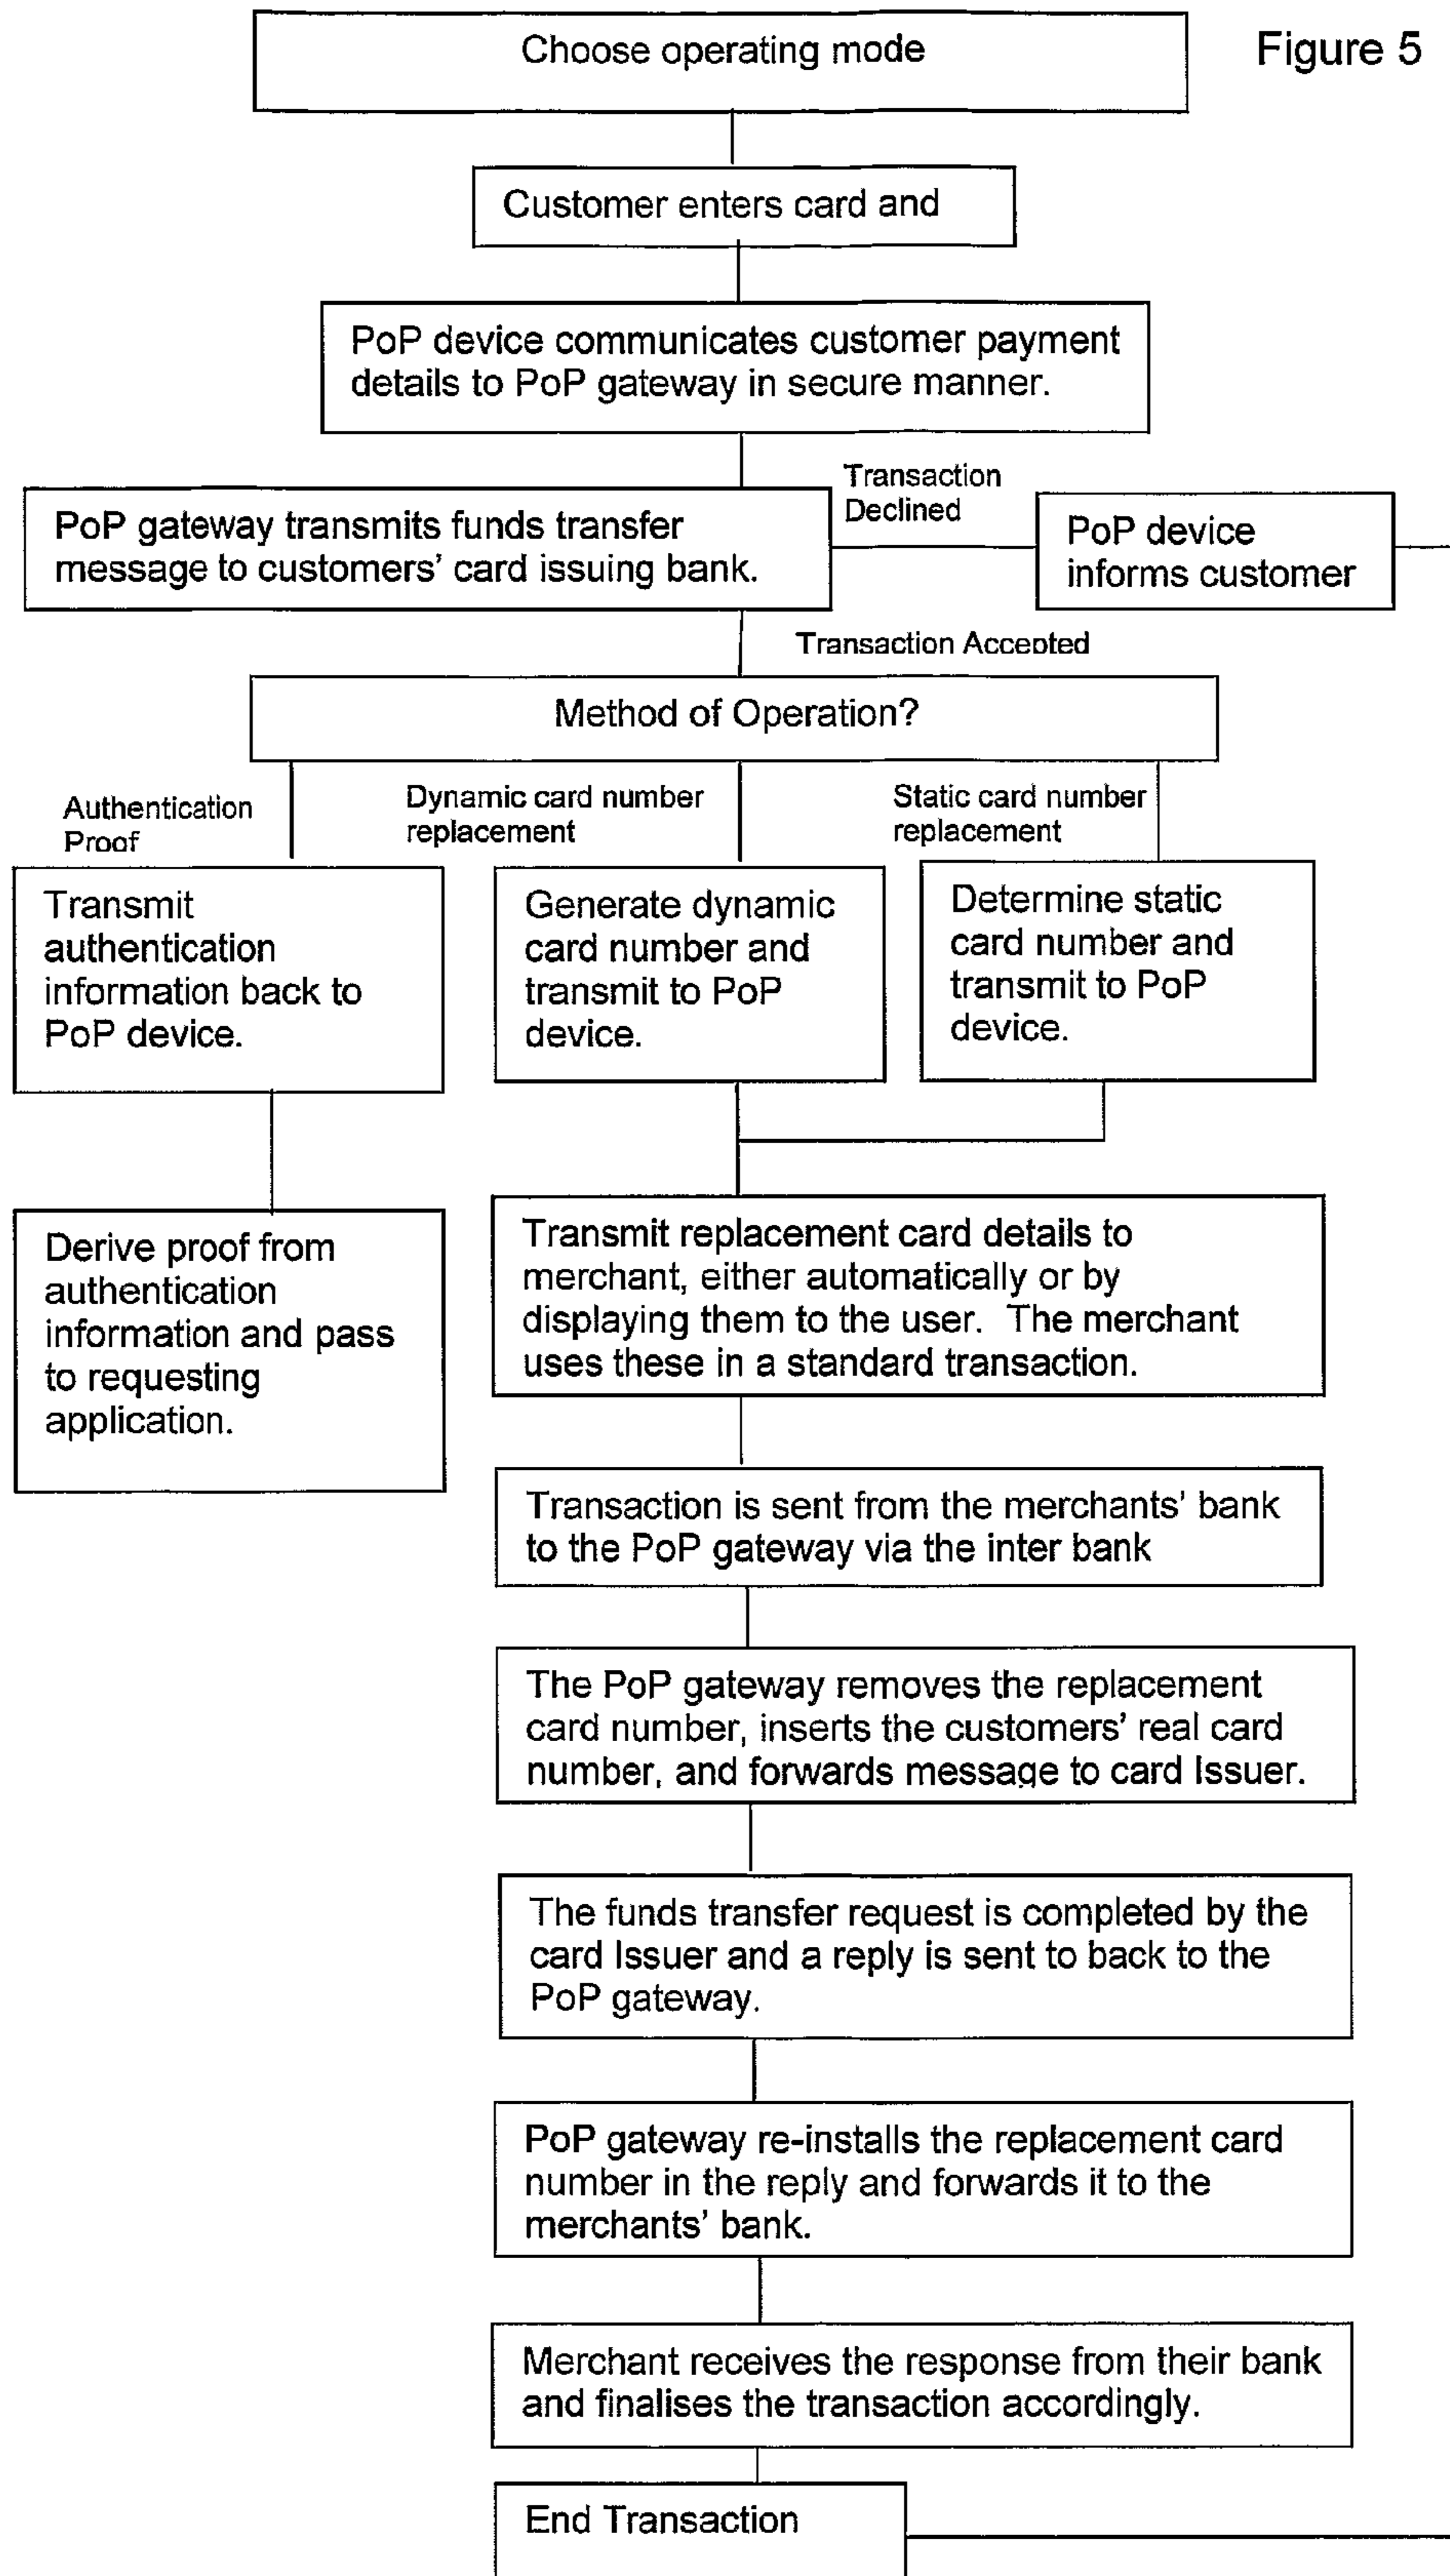 Figure 5
Choose operating mode
Customer enters card and
PoP device communicates customer payment
details to PoP gateway in secure manner.
PoP gateway transmits funds transfer
message to customers' card issuing bank.
Transaction
Declined
PoP device
informs customer
Transaction Accepted
Method of Operation?
Authentication
Proof
Dynamic card number
replacement
Static card number
replacement
Transmit
authentication
information back to
PoP device.
Generate dynamic
card number and
transmit to PoP
device.
Determine static
card number and
transmit to PoP
device.
Derive proof from
authentication
information and pass
to requesting
application.
Transmit replacement card details to
merchant, either automatically or by
displaying them to the user. The merchant
uses these in a standard transaction.
Transaction is sent from the merchants' bank
to the PoP gateway via the inter bank
The PoP gateway removes the replacement
card number, inserts the customers' real card
number, and forwards message to card Issuer.
The funds transfer request is completed by the
card Issuer and a reply is sent to back to the
PoP gateway.
PoP gateway re-installs the replacement card
number in the reply and forwards it to the
merchants' bank.
Merchant receives the response from their bank
and finalises the transaction accordingly.
End Transaction